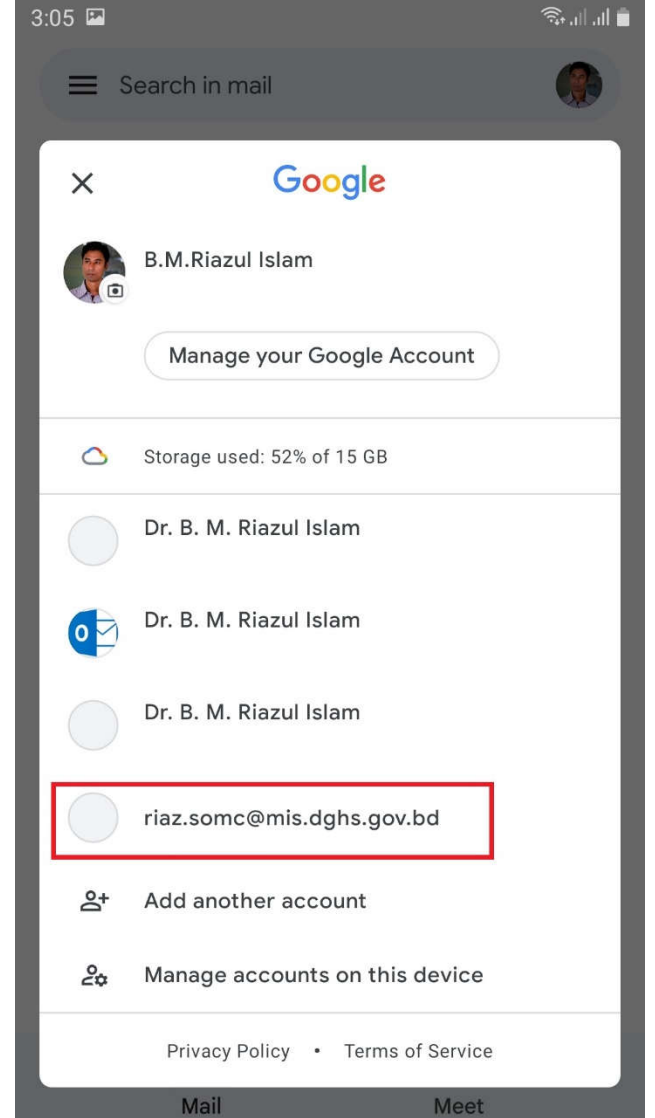 3:05
Search in mail
Google
B.M.Riazul Islam
Manage your Google Account
Storage used: 52% of 15 GB
Dr. B. M. Riazul Islam
O
Dr. B. M. Riazul Islam
Dr. B. M. Riazul Islam
riaz.somc@mis.dghs.gov.bd
Add another account
Manage accounts on this device
Privacy Policy • Terms of Service
Mail Meet